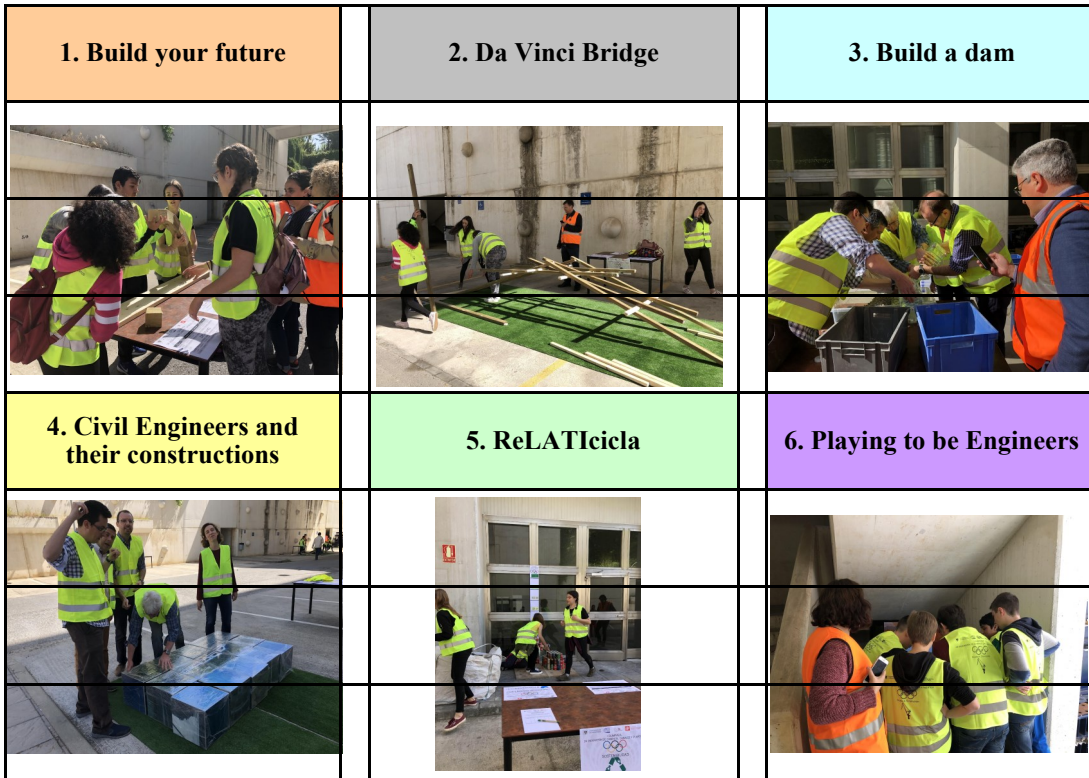 1. Build your future
2. Da Vinci Bridge
3. Build a dam
4. Civil Engineers and
their constructions
5. ReLATIcicla
6. Playing to be Engineers